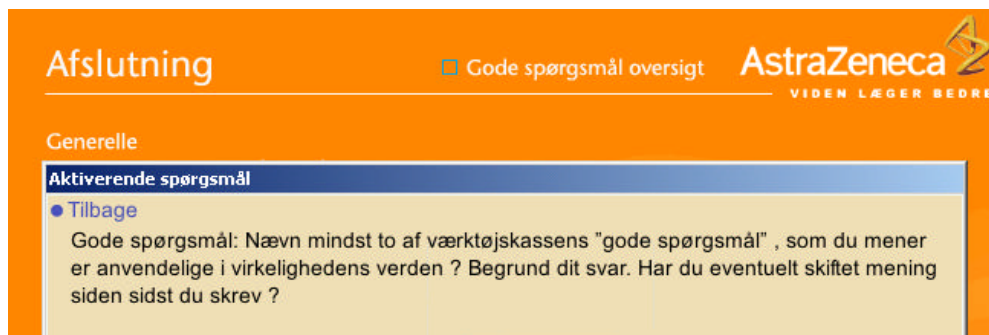 Afslutning
Gode spørgsmål oversigt
AstraZeneca
VIDEN LÆGER BEDRE
Generelle
Aktiverende spørgsmål
Tilbage
Gode spørgsmål: Nævn mindst to af værktøjskassens ”gode spørgsmål” , som du mener
er anvendelige i virkelighedens verden ? Begrund dit svar. Har du eventuelt skiftet mening
siden sidst du skrev ?